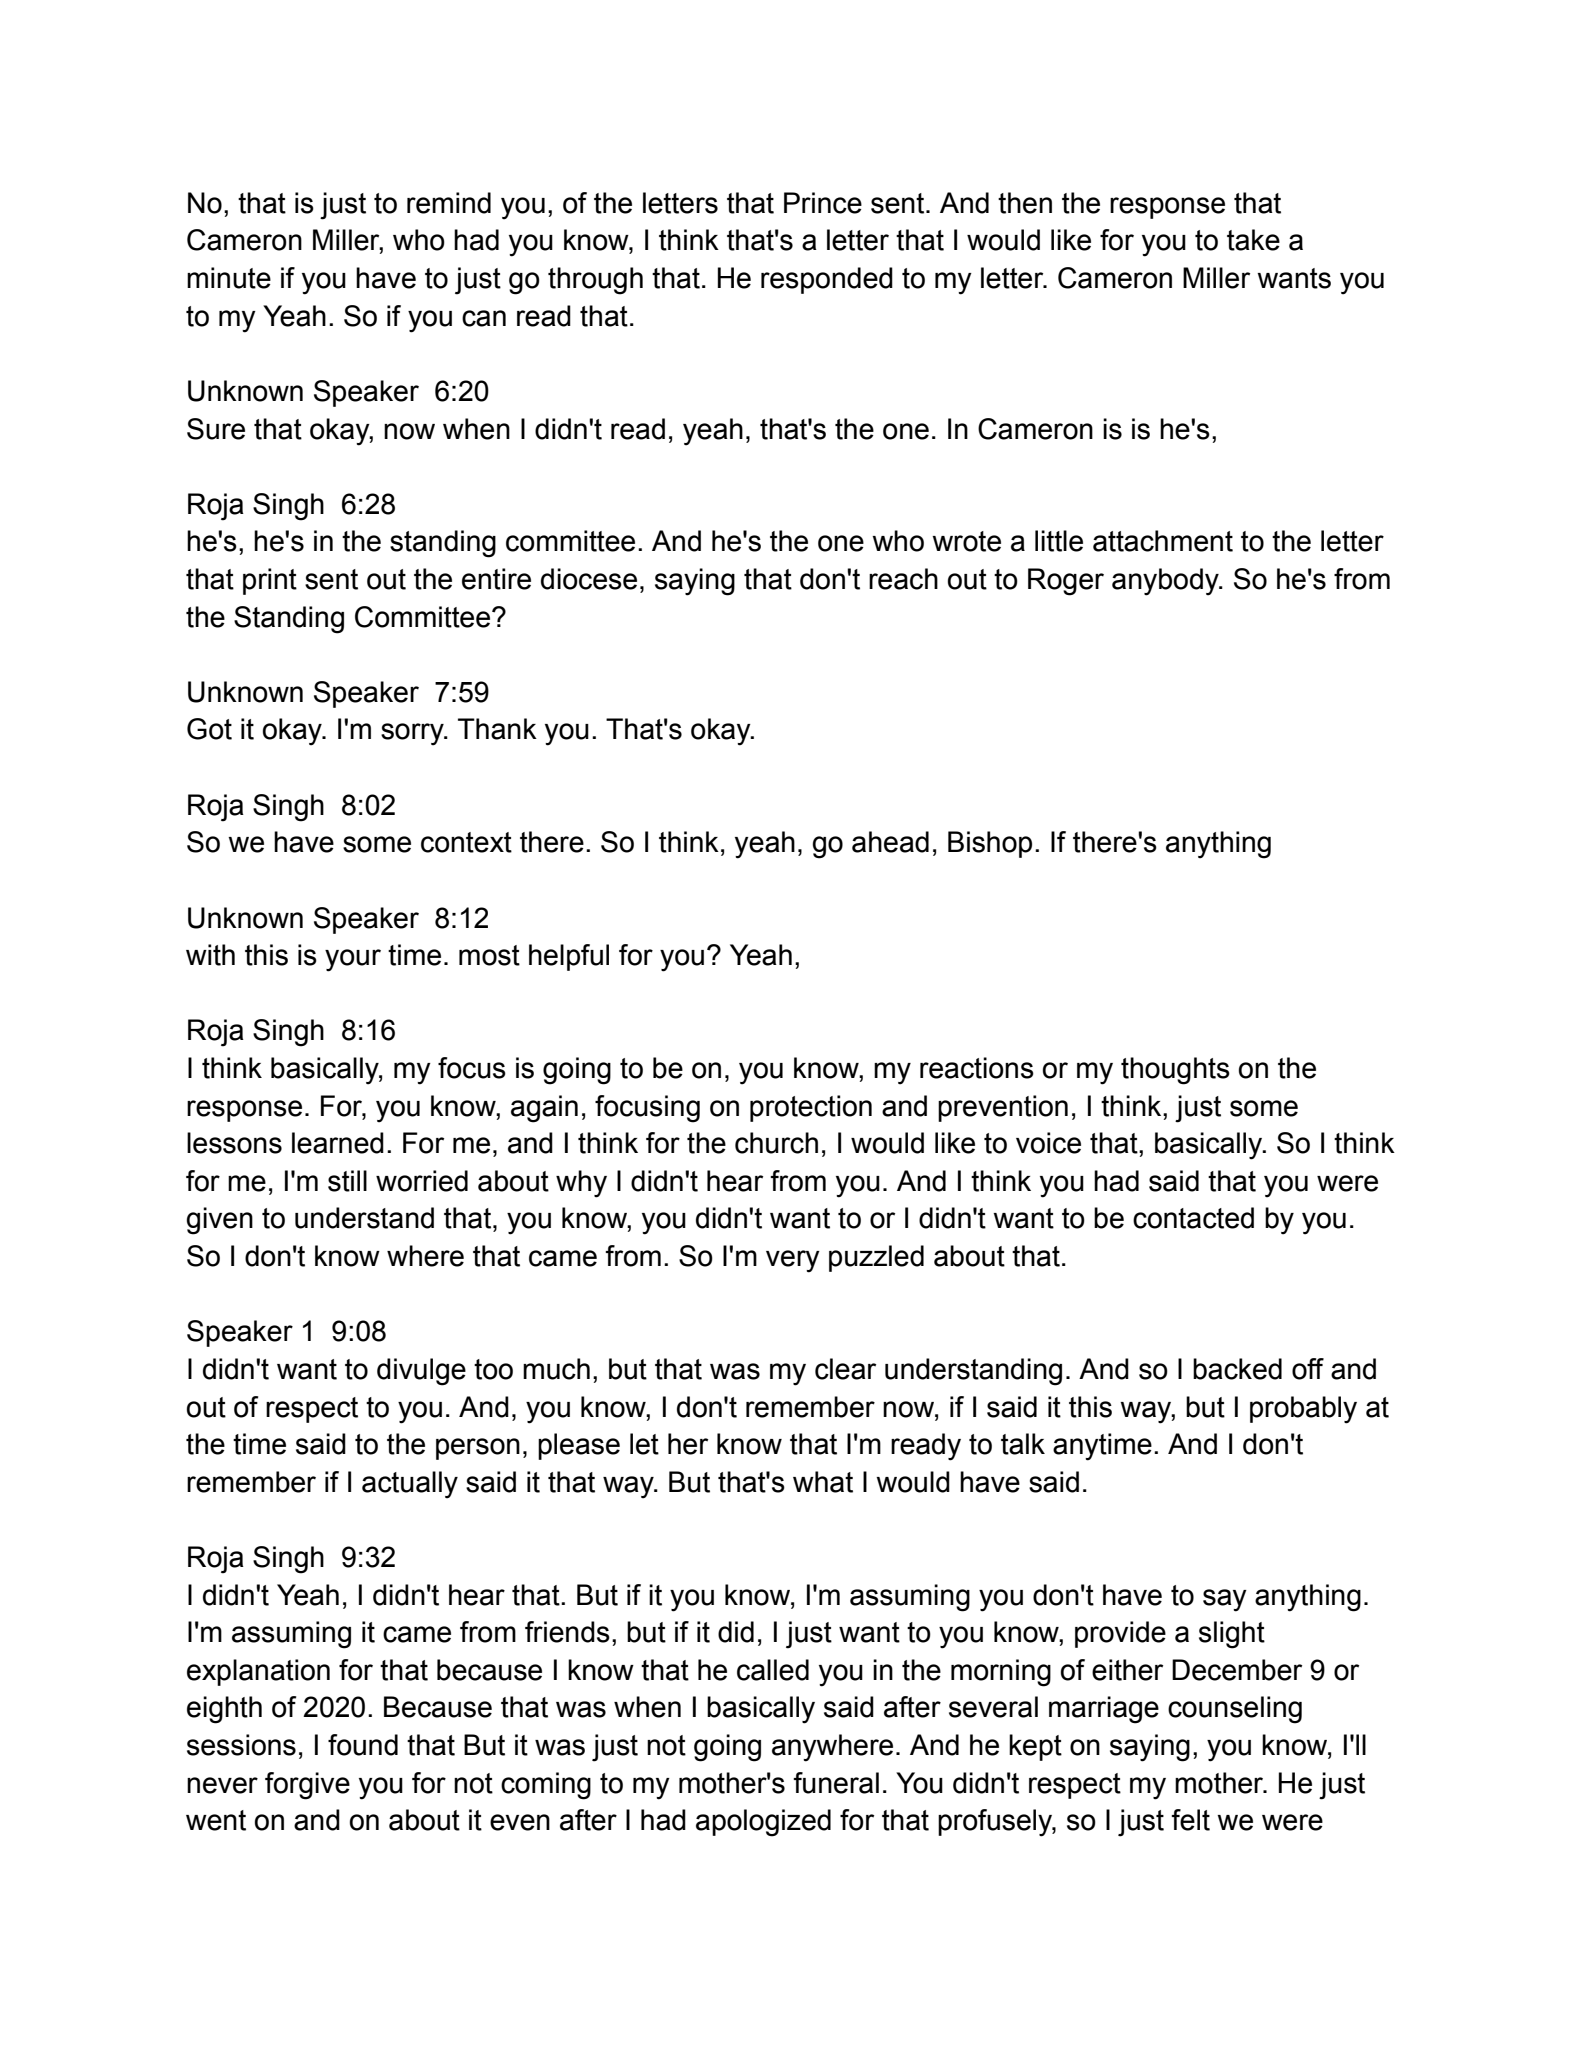 No, that is just to remind you, of the letters that Prince sent. And then the response that
Cameron Miller, who had you know, I think that's a letter that I would like for you to take a
minute if you have to just go through that. He responded to my letter. Cameron Miller wants you
to my Yeah. So if you can read that.
Unknown Speaker  6:20
Sure that okay, now when I didn't read, yeah, that's the one. In Cameron is is he's,
Roja Singh  6:28
he's, he's in the standing committee. And he's the one who wrote a little attachment to the letter
that print sent out the entire diocese, saying that don't reach out to Roger anybody. So he's from
the Standing Committee?
Unknown Speaker  7:59
Got it okay. I'm sorry. Thank you. That's okay.
Roja Singh  8:02
So we have some context there. So I think, yeah, go ahead, Bishop. If there's anything
Unknown Speaker  8:12
with this is your time. most helpful for you? Yeah,
Roja Singh  8:16
I think basically, my focus is going to be on, you know, my reactions or my thoughts on the
response. For, you know, again, focusing on protection and prevention, I think, just some
lessons learned. For me, and I think for the church, I would like to voice that, basically. So I think
for me, I'm still worried about why I didn't hear from you. And I think you had said that you were
given to understand that, you know, you didn't want to or I didn't want to be contacted by you.
So I don't know where that came from. So I'm very puzzled about that.
Speaker 1  9:08
I didn't want to divulge too much, but that was my clear understanding. And so I backed off and
out of respect to you. And, you know, I don't remember now, if I said it this way, but I probably at
the time said to the person, please let her know that I'm ready to talk anytime. And I don't
remember if I actually said it that way. But that's what I would have said.
Roja Singh  9:32
I didn't Yeah, I didn't hear that. But if it you know, I'm assuming you don't have to say anything.
I'm assuming it came from friends, but if it did, I just want to you know, provide a slight
explanation for that because I know that he called you in the morning of either December 9 or
eighth of 2020. Because that was when I basically said after several marriage counseling
sessions, I found that But it was just not going anywhere. And he kept on saying, you know, I'll
never forgive you for not coming to my mother's funeral. You didn't respect my mother. He just
went on and on about it even after I had apologized for that profusely, so I just felt we were